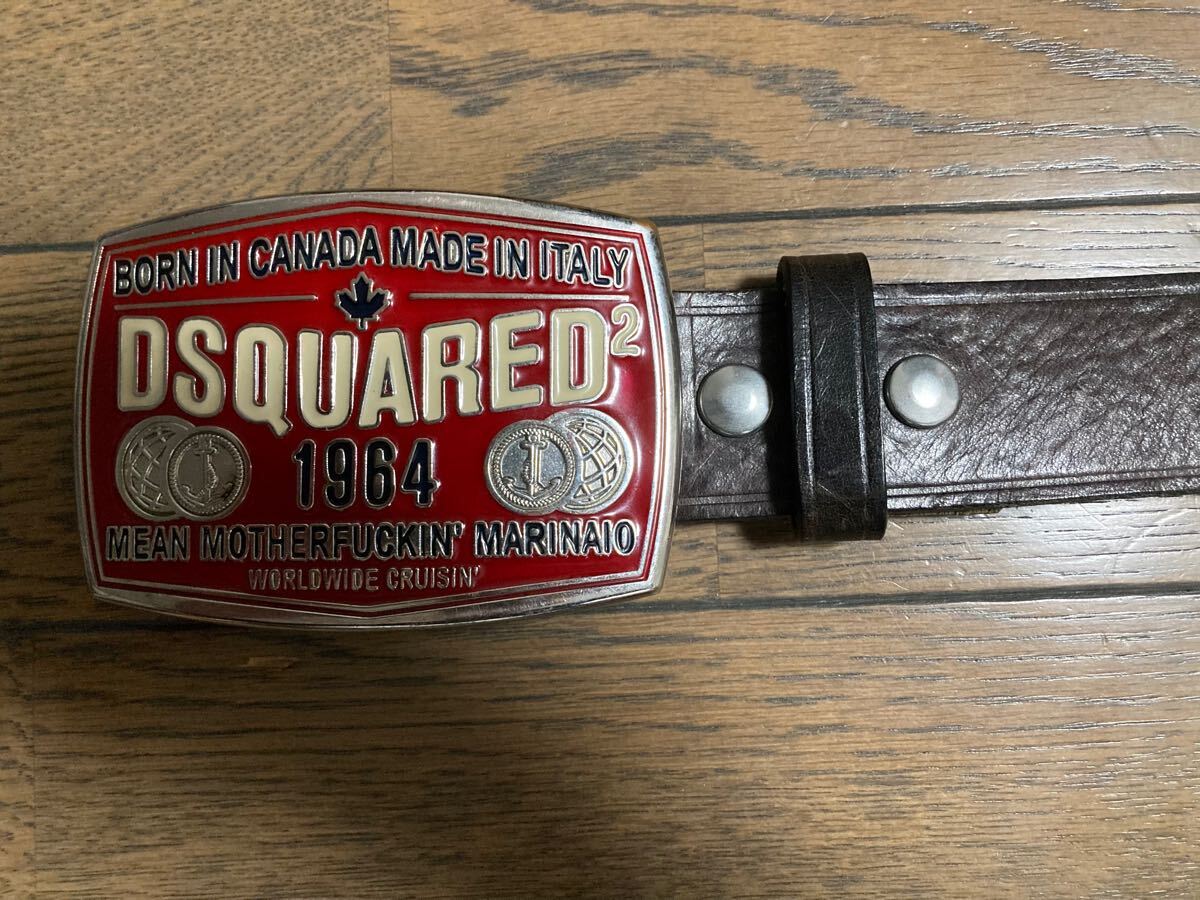 BORN IN CANADA MADE IN ITALY
DSQUARED²
1964
MEAN MOTHERFUCKIN' MARINAIO
WORLDWIDE CRUISIN'